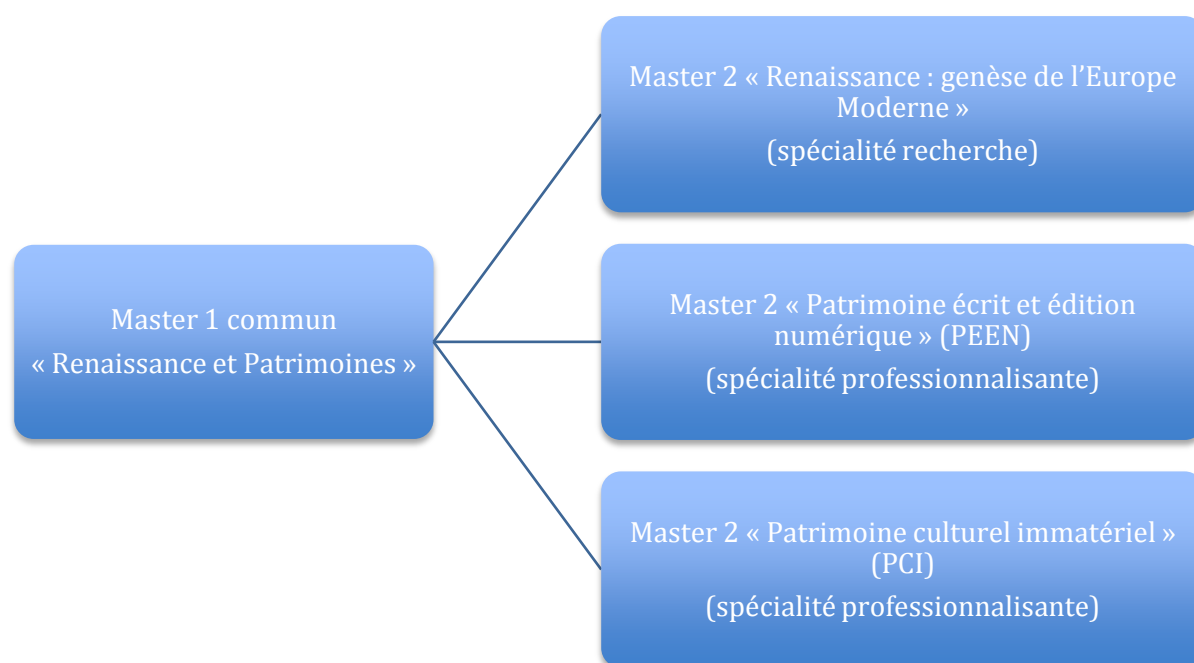 Master 1 commun
« Renaissance et Patrimoines »
Master 2 « Renaissance : genèse de l’Europe
Moderne »
(spécialité recherche)
Master 2 « Patrimoine écrit et édition
numérique » (PEEN)
(spécialité professionnalisante)
Master 2 « Patrimoine culturel immatériel »
(PCI)
(spécialité professionnalisante)